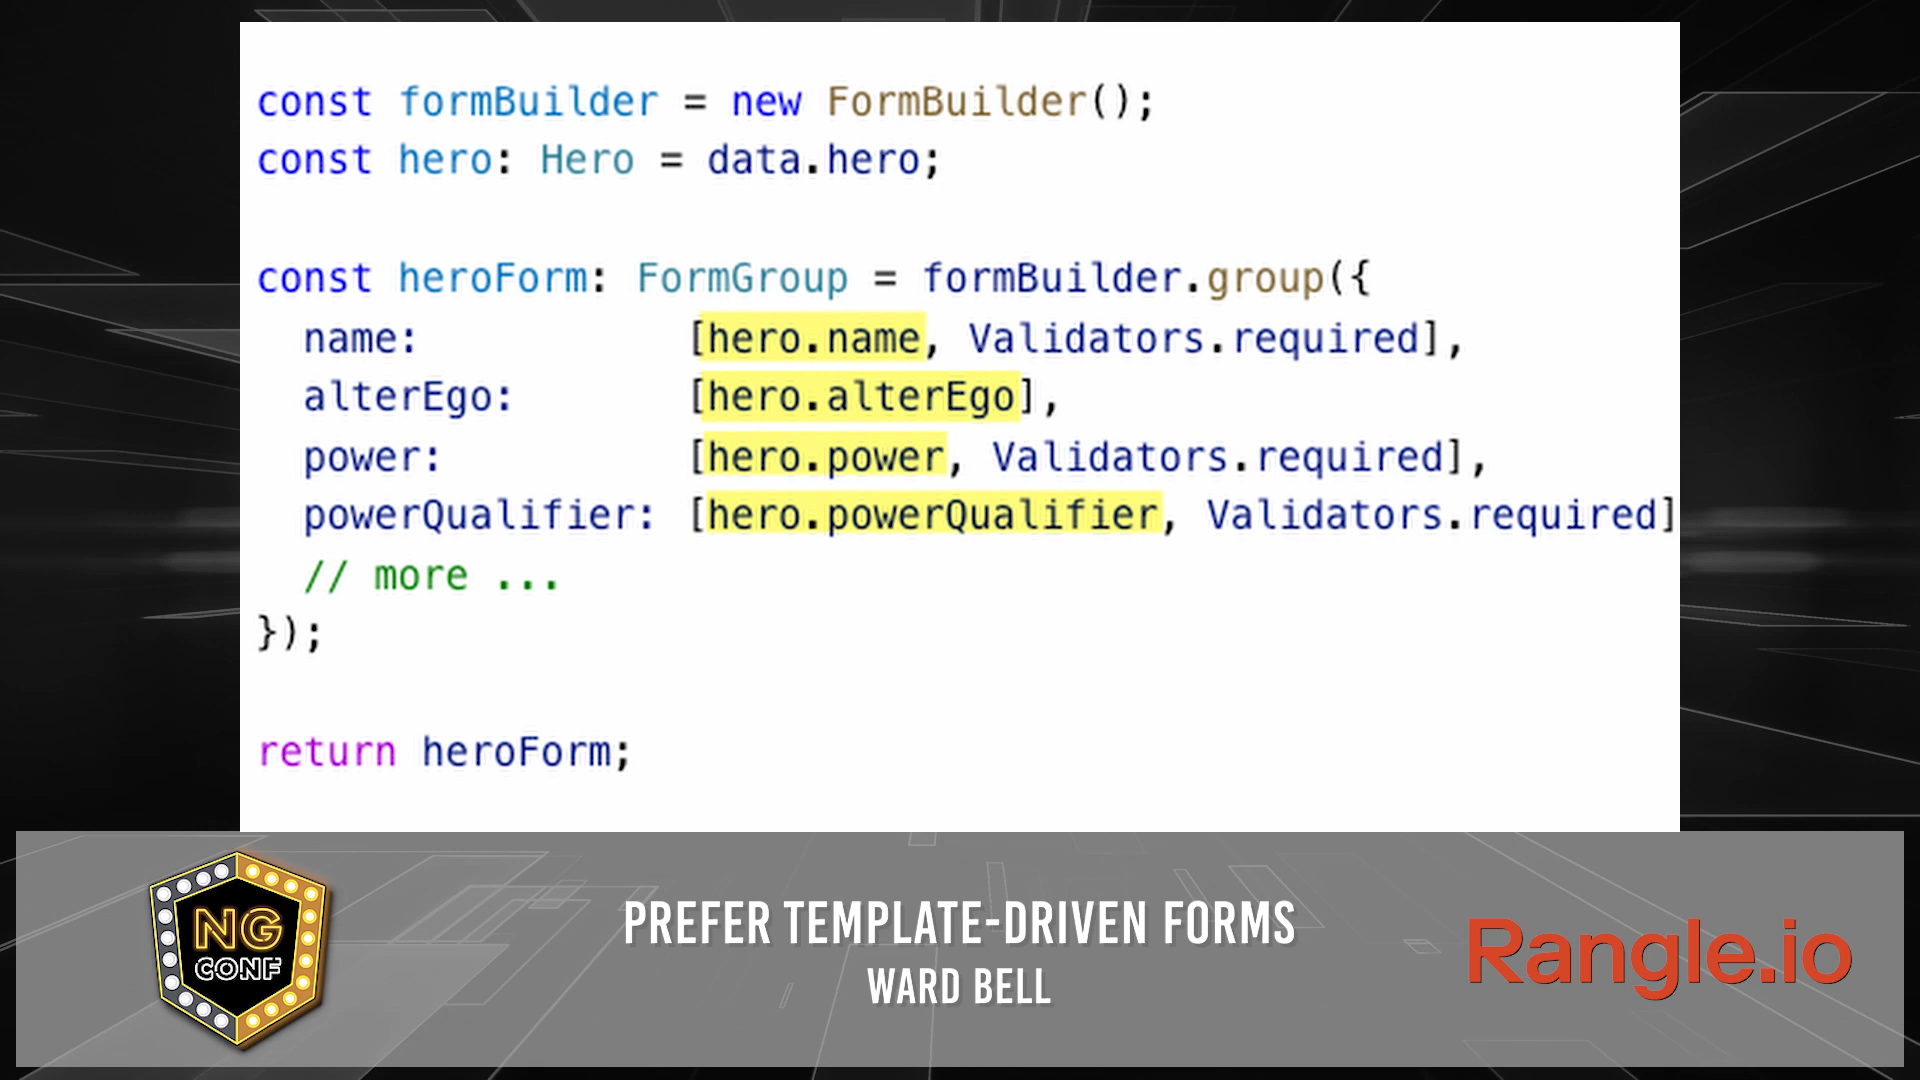 const formBuilder = new FormBuilder();
const hero: Hero = data.hero;
const heroForm: FormGroup = formBuilder.group({
name: [hero.name, Validators.required],
alterEgo: [hero.alterEgo],
power: [hero.power, Validators.required],
powerQualifier: [hero.powerQualifier, Validators.required]
// more ...
});
return heroForm;
NG
CONF
PREFER TEMPLATE-DRIVEN FORMS
WARD BELL
Rangle.io